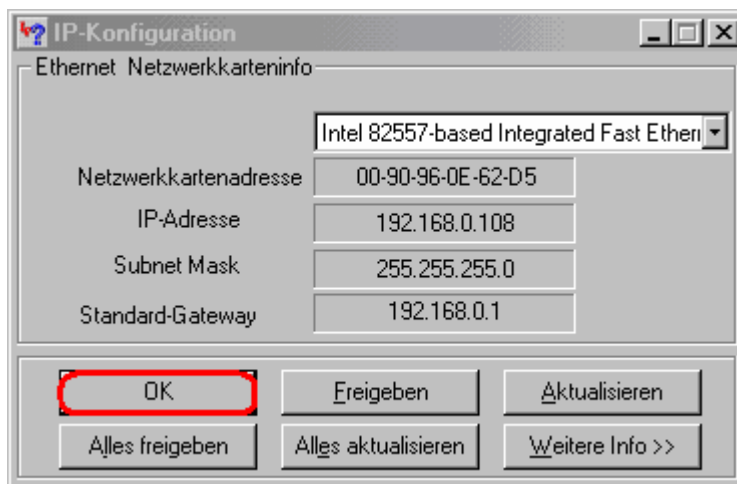 IP-Konfiguration
Ethernet Netzwerkkarteninfo
Intel 82557-based Integrated Fast Ethern
Netzwerkkartenadresse 00-90-96-0E-62-D5
IP-Adresse 192.168.0.108
Subnet Mask 255.255.255.0
Standard-Gateway 192.168.0.1
OK Freigeben Aktualisieren
Alles freigeben Alles aktualisieren Weitere Info >>